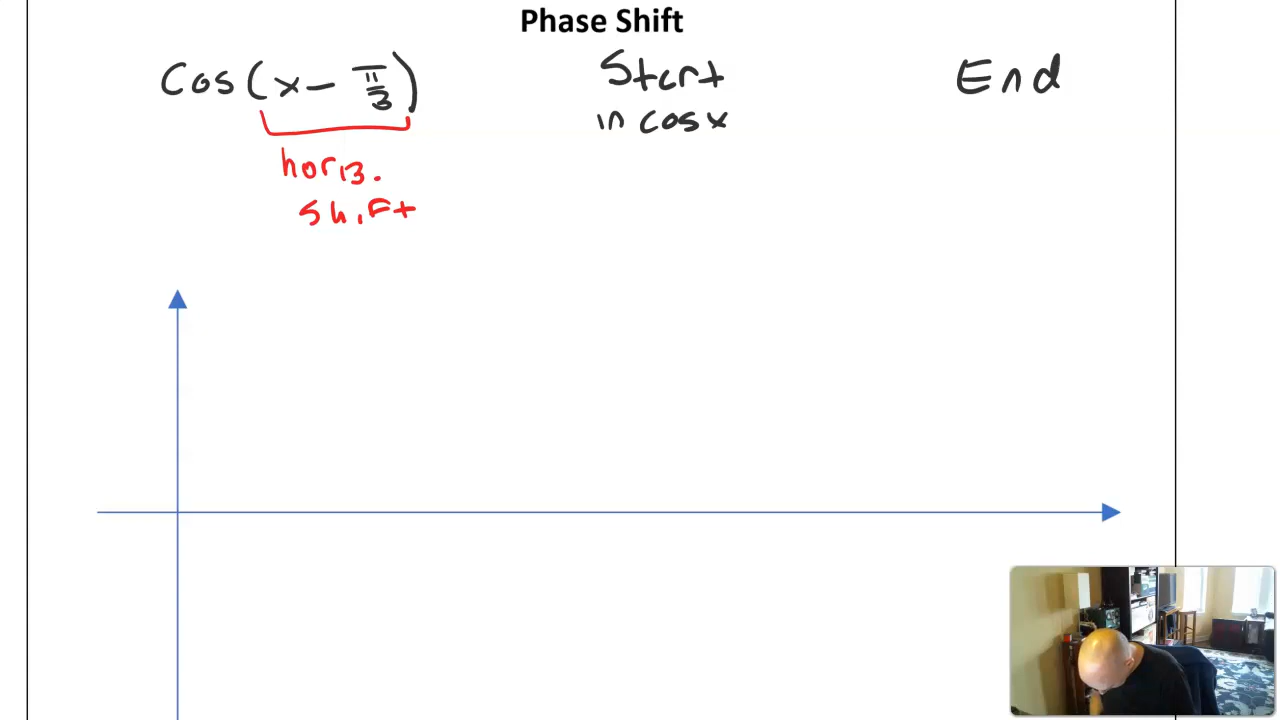 Phase Shift
Cos(x - π/3)
Start
in cos x
End
horiz.
shift